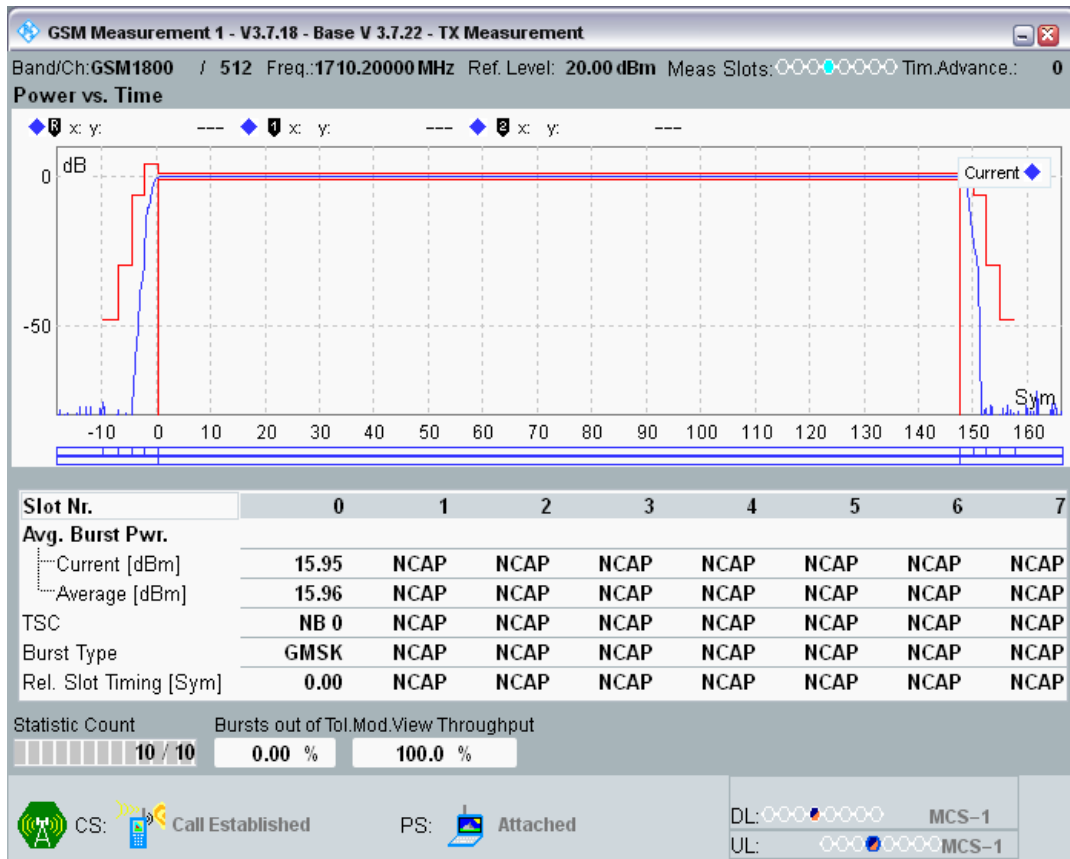 GSM Measurement 1 - V3.7.18 - Base V 3.7.22 - TX Measurement
Band/Ch:GSM1800 / 512 Freq.:1710.20000 MHz Ref. Level: 20.00 dBm Meas Slots: Tim.Advance.: 0
Power vs. Time
R x: y: --- 1 x: y: --- 2 x: y: ---
dB
Current
0
-50
Sym
-10 0 10 20 30 40 50 60 70 80 90 100 110 120 130 140 150 160
Slot Nr. 0 1 2 3 4 5 6 7
Avg. Burst Pwr.
Current [dBm] 15.95 NCAP NCAP NCAP NCAP NCAP NCAP NCAP
Average [dBm] 15.96 NCAP NCAP NCAP NCAP NCAP NCAP NCAP
TSC NB 0 NCAP NCAP NCAP NCAP NCAP NCAP NCAP
Burst Type GMSK NCAP NCAP NCAP NCAP NCAP NCAP NCAP
Rel. Slot Timing [Sym] 0.00 NCAP NCAP NCAP NCAP NCAP NCAP NCAP
Statistic Count Bursts out of Tol.Mod.View Throughput
10 / 10 0.00 % 100.0 %
CS: Call Established PS: Attached
DL: MCS-1
UL: MCS-1